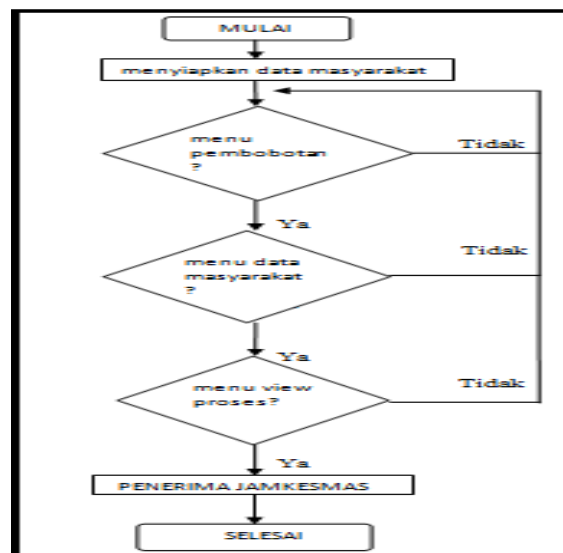 MULAI
menyiapkan data masyarakat
menu
pembobotan
?
Tidak
Ya
menu data
masyarakat
?
Tidak
Ya
menu view
proses?
Tidak
Ya
PENERIMA JAMKESMAS
SELESAI